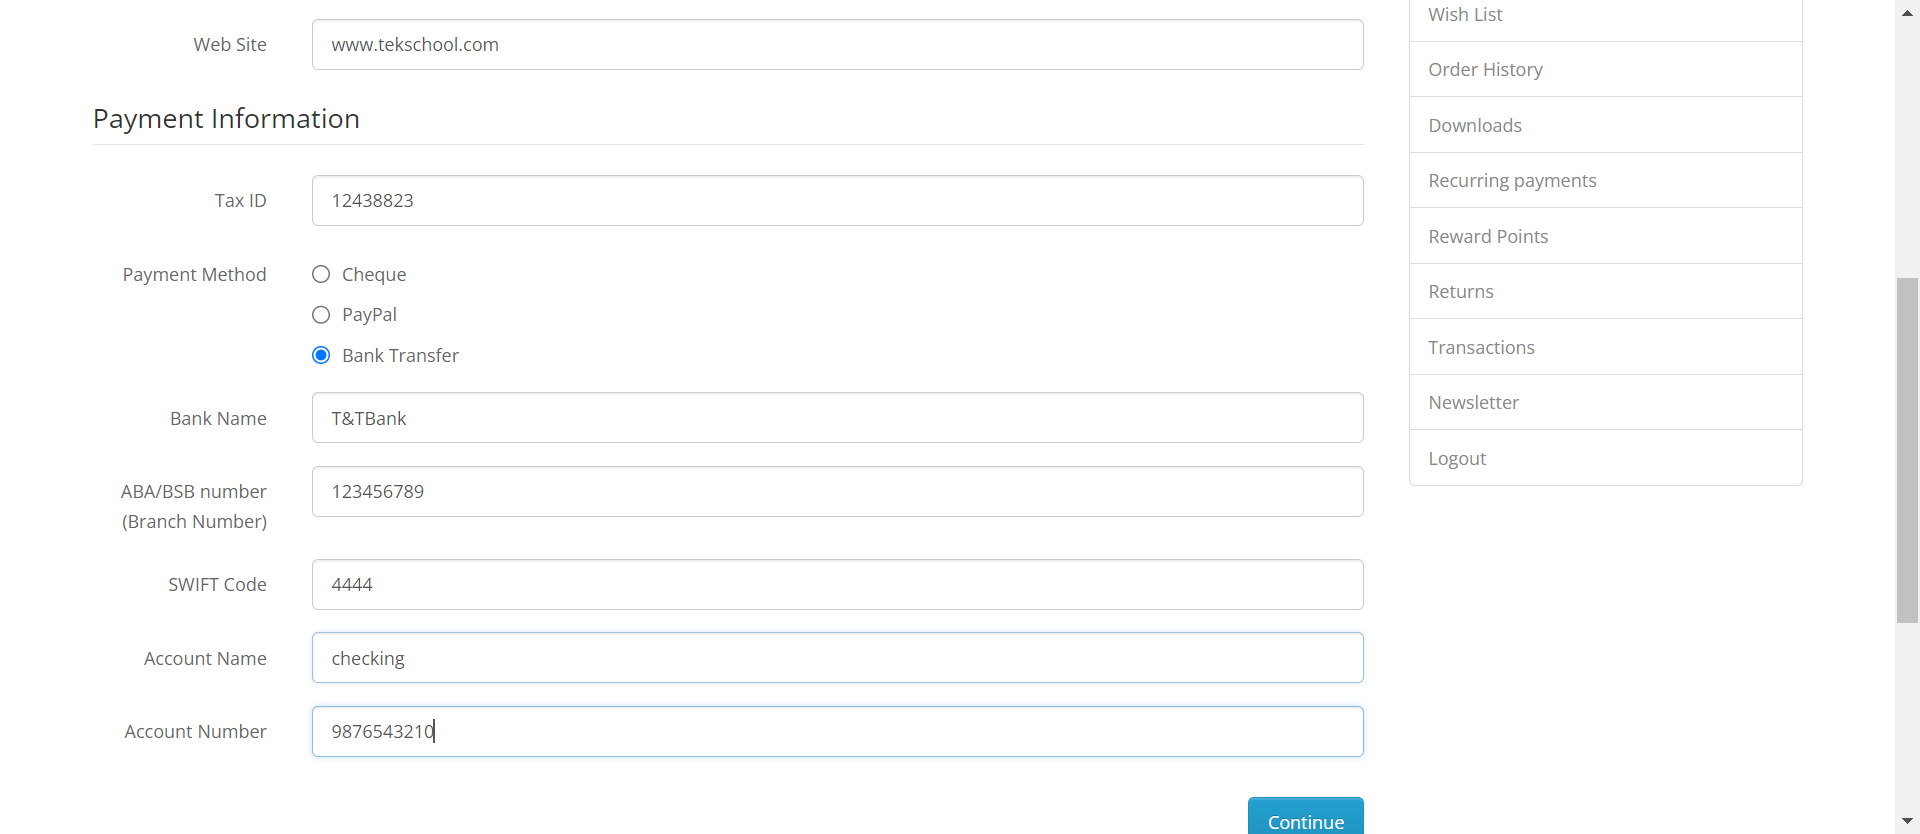 Web Site
www.tekschool.com
Payment Information
Tax ID
12438823
Payment Method
Cheque
PayPal
Bank Transfer
Bank Name
T&TBank
ABA/BSB number
(Branch Number)
123456789
SWIFT Code
4444
Account Name
checking
Account Number
9876543210
Continue
Wish List
Order History
Downloads
Recurring payments
Reward Points
Returns
Transactions
Newsletter
Logout